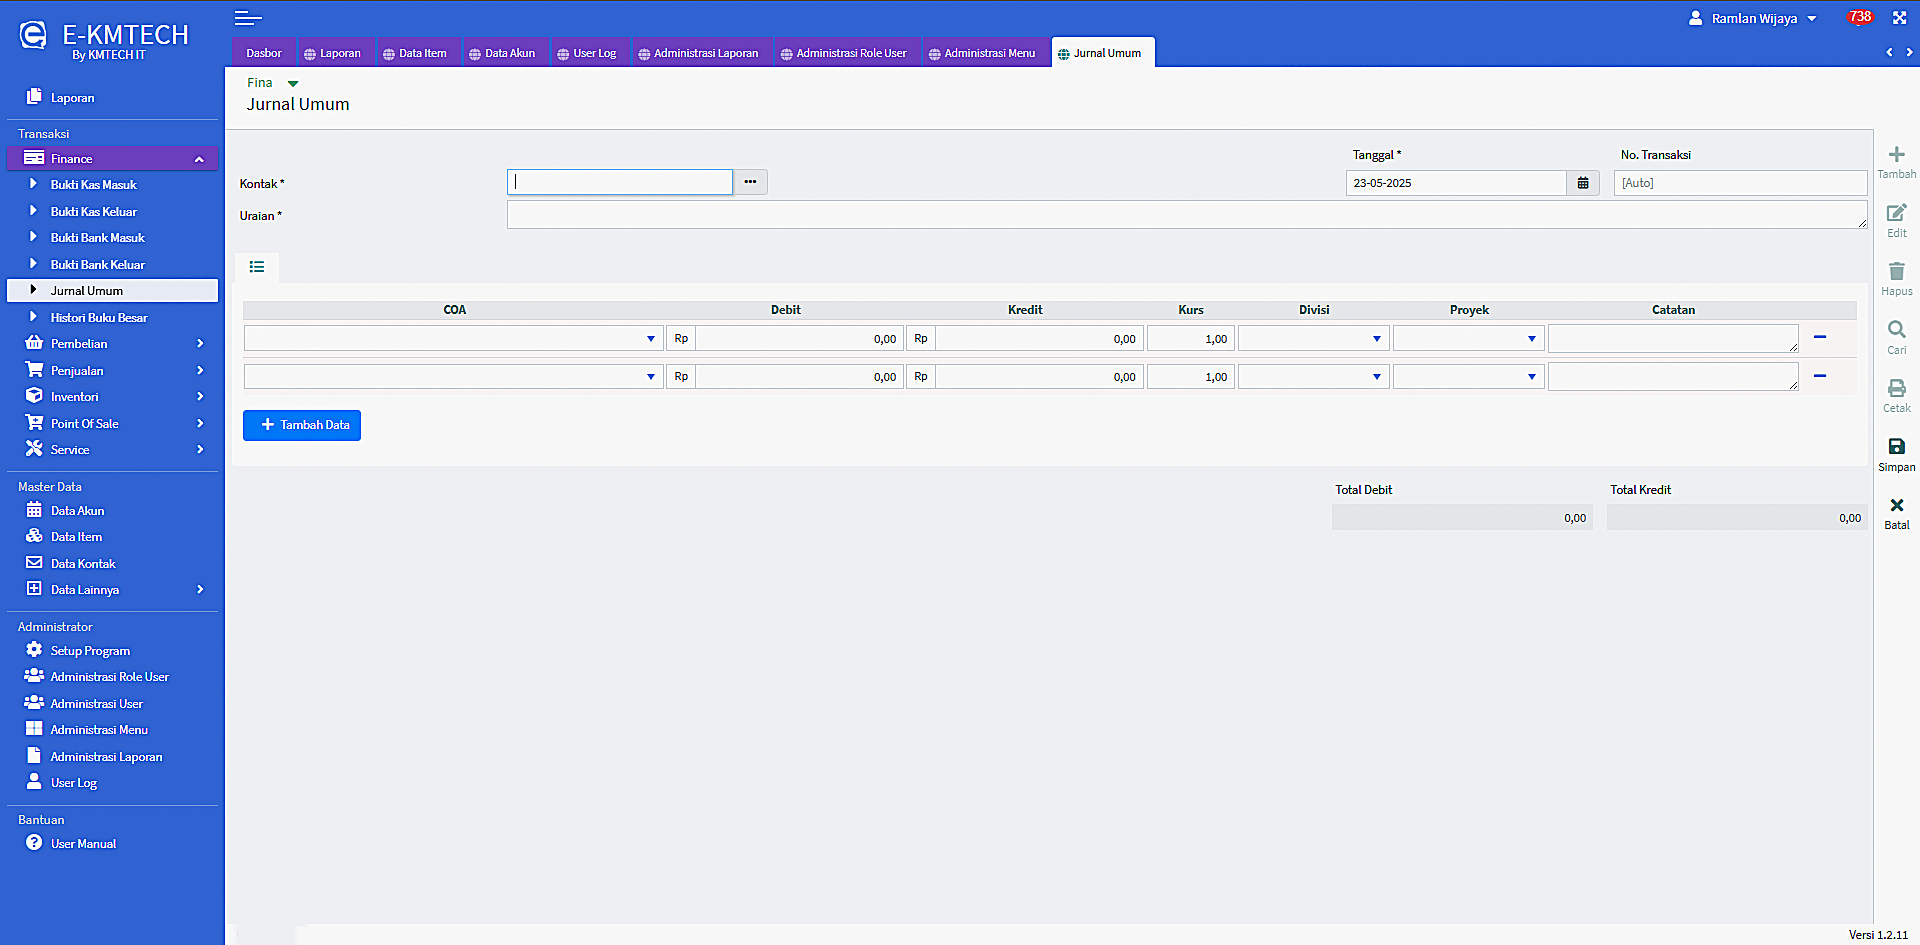 E-KMTECH
By KMTECH IT
Ramlan Wijaya
738
Dasbor
Laporan
Data Item
Data Akun
User Log
Administrasi Laporan
Administrasi Role User
Administrasi Menu
Jurnal Umum
Laporan
Transaksi
Finance
Bukti Kas Masuk
Bukti Kas Keluar
Bukti Bank Masuk
Bukti Bank Keluar
Jurnal Umum
Histori Buku Besar
Pembelian
Penjualan
Inventori
Point Of Sale
Service
Master Data
Data Akun
Data Item
Data Kontak
Data Lainnya
Administrator
Setup Program
Administrasi Role User
Administrasi User
Administrasi Menu
Administrasi Laporan
User Log
Bantuan
User Manual
Fina
Jurnal Umum
Tanggal *
No. Transaksi
Kontak *
23-05-2025
[Auto]
Uraian *
COA Debit Kredit Kurs Divisi Proyek Catatan
Rp 0,00 Rp 0,00 1,00
Rp 0,00 Rp 0,00 1,00
Tambah Data
Total Debit
Total Kredit
0,00
0,00
Tambah
Edit
Hapus
Cari
Cetak
Simpan
Batal
Versi 1.2.11